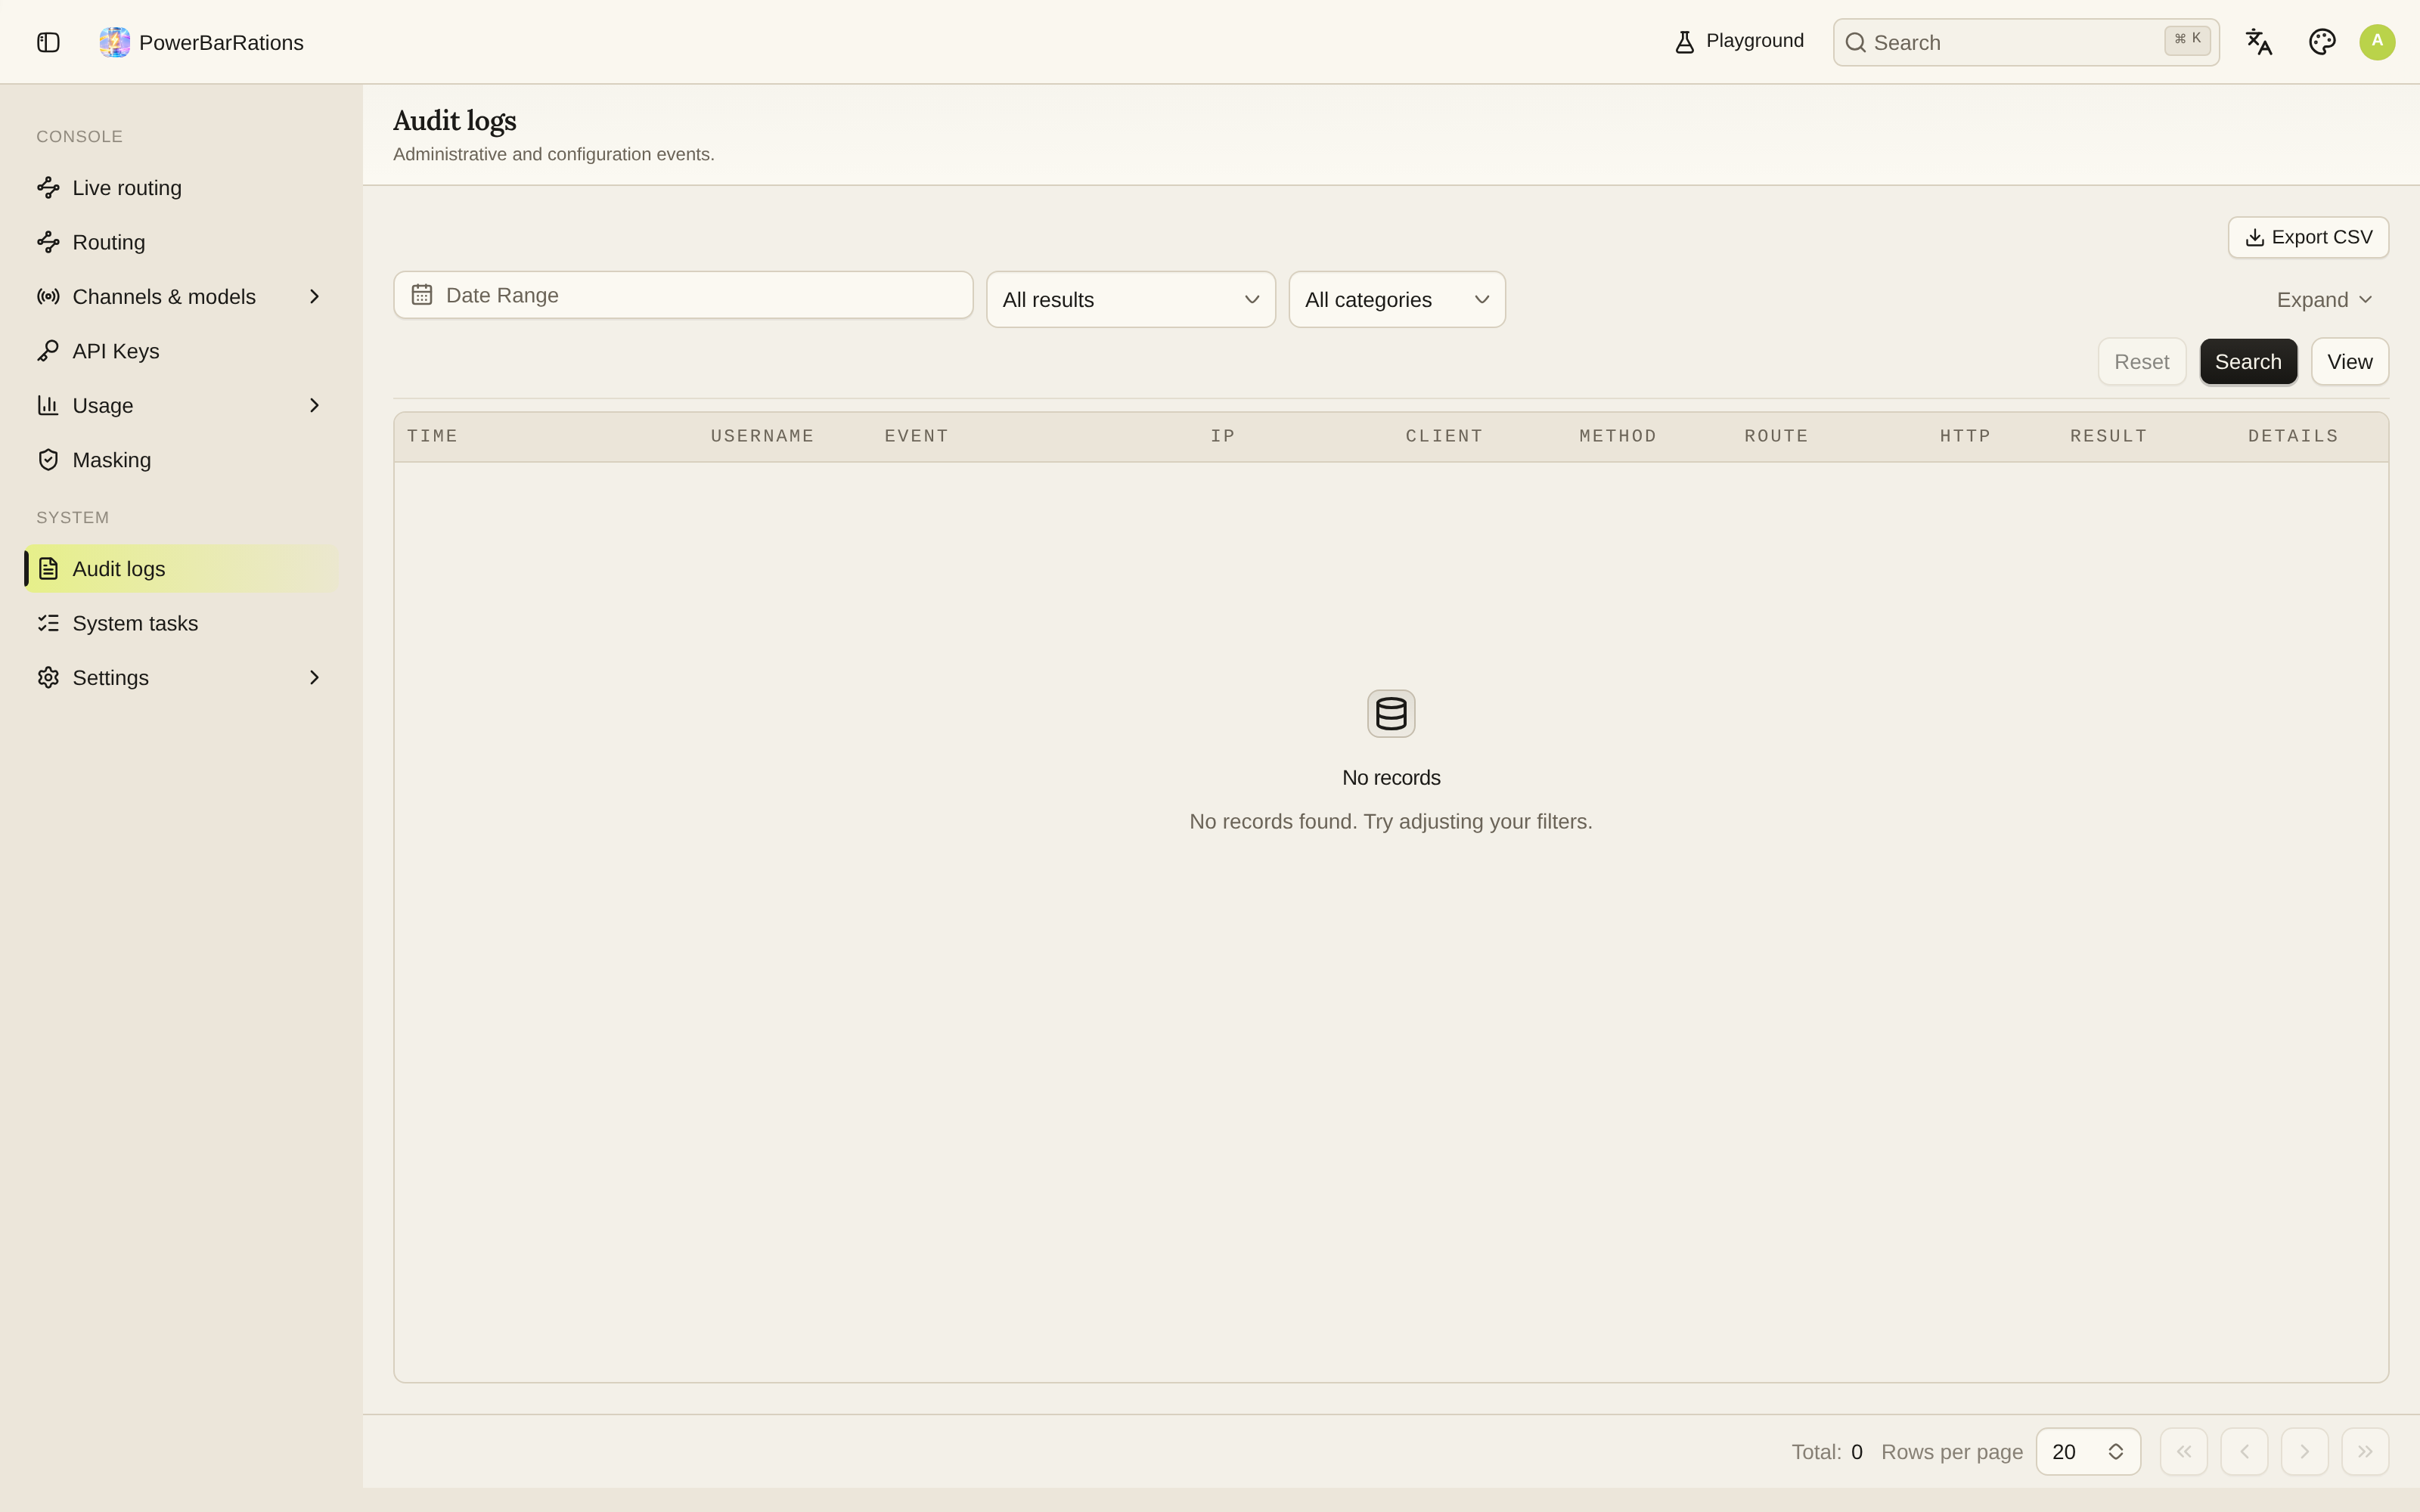 PowerBarRations
Playground
Search
⌘ K
A
CONSOLE
Live routing
Routing
Channels & models
API Keys
Usage
Masking
SYSTEM
Audit logs
System tasks
Settings
Audit logs
Administrative and configuration events.
Export CSV
Date Range
All results
All categories
Expand
Reset
Search
View
TIME USERNAME EVENT IP CLIENT METHOD ROUTE HTTP RESULT DETAILS
No records
No records found. Try adjusting your filters.
Total: 0 Rows per page 20